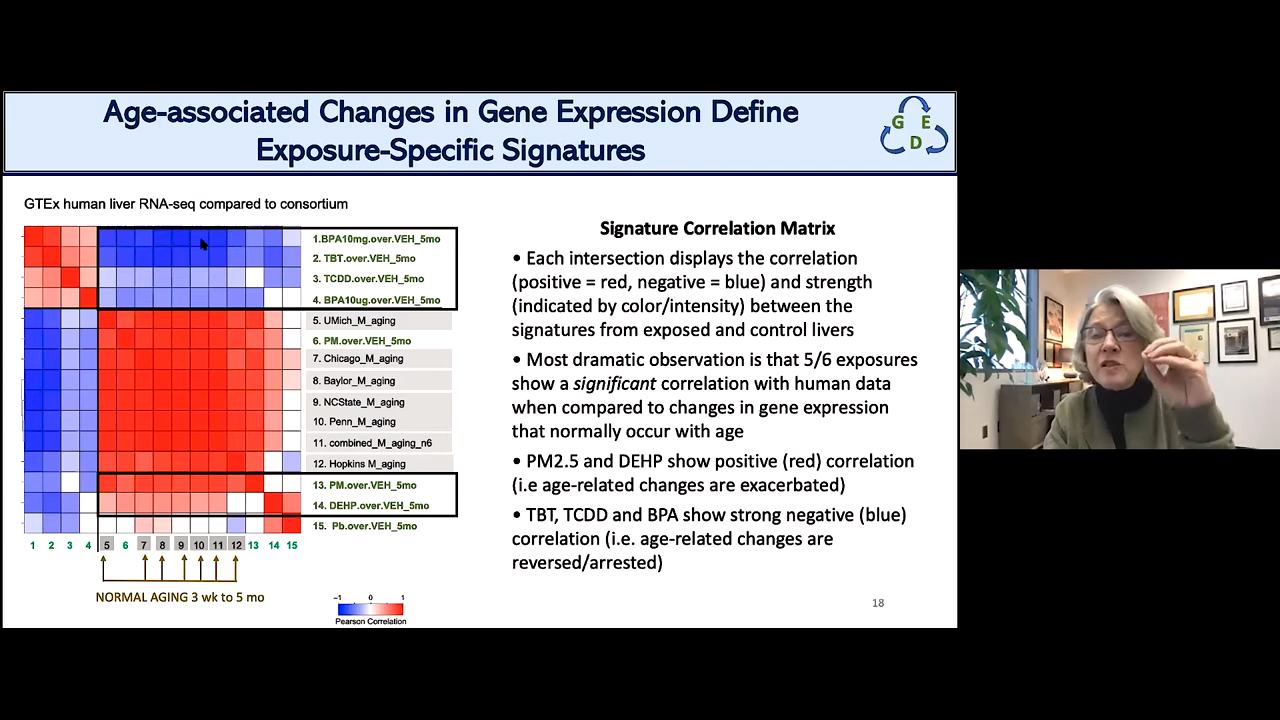 Age-associated Changes in Gene Expression Define
Exposure-Specific Signatures
G E
D
GTEx human liver RNA-seq compared to consortium
1.BPA10mg.over.VEH_5mo
2. TBT.over.VEH_5mo
3. TCDD.over.VEH_5mo
4. BPA10ug.over.VEH_5mo
5. UMich_M_aging
6. PM.over.VEH_5mo
7. Chicago_M_aging
8. Baylor_M_aging
9. NCState_M_aging
10. Penn_M_aging
11. combined_M_aging_n6
12. Hopkins M_aging
13. PM.over.VEH_5mo
14. DEHP.over.VEH_5mo
15. Pb.over.VEH_5mo
1 2 3 4 5 6 7 8 9 10 11 12 13 14 15
NORMAL AGING 3 wk to 5 mo
−1 0 1
Pearson Correlation
Signature Correlation Matrix
• Each intersection displays the correlation
(positive = red, negative = blue) and strength
(indicated by color/intensity) between the
signatures from exposed and control livers
• Most dramatic observation is that 5/6 exposures
show a significant correlation with human data
when compared to changes in gene expression
that normally occur with age
• PM2.5 and DEHP show positive (red) correlation
(i.e age-related changes are exacerbated)
• TBT, TCDD and BPA show strong negative (blue)
correlation (i.e. age-related changes are
reversed/arrested)
18